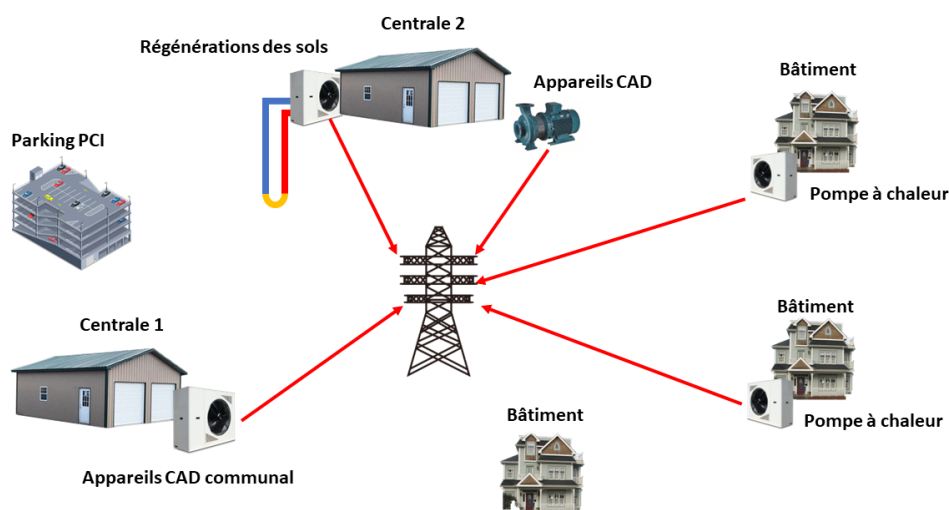 Centrale 2
Régénérations des sols
Appareils CAD
Bâtiment
Parking PCI
Pompe à chaleur
Centrale 1
Bâtiment
Bâtiment
Pompe à chaleur
Appareils CAD communal